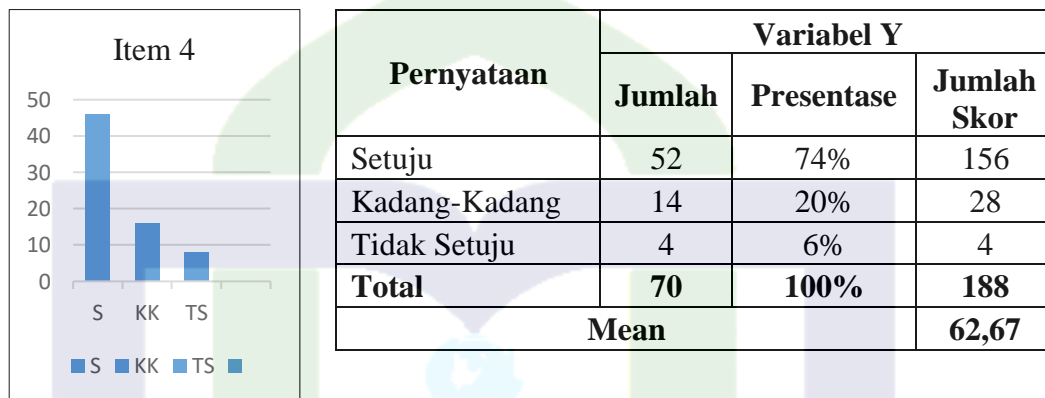 Item 4
50
40
30
20
10
0
S KK TS
S KK TS
Pernyataan Variabel Y
Jumlah Presentase Jumlah Skor
Setuju 52 74% 156
Kadang-Kadang 14 20% 28
Tidak Setuju 4 6% 4
Total 70 100% 188
Mean 62,67